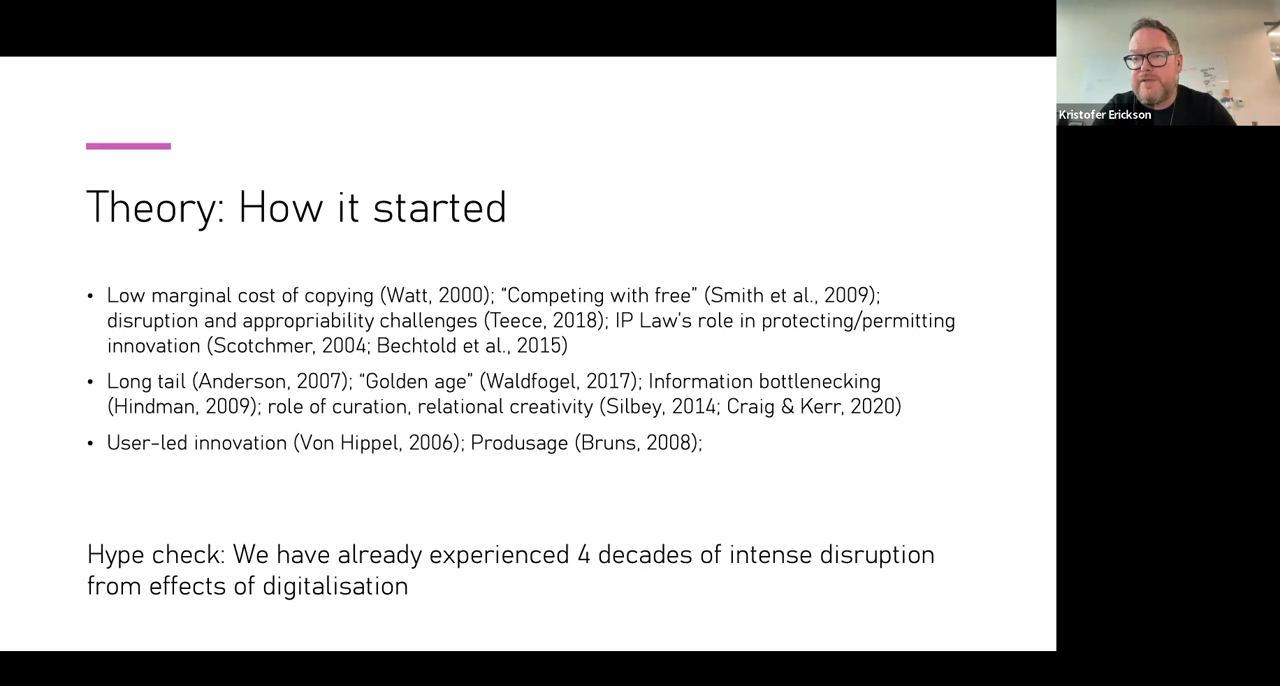 Theory: How it started
• Low marginal cost of copying (Watt, 2000); “Competing with free” (Smith et al., 2009);
disruption and appropriability challenges (Teece, 2018); IP Law’s role in protecting/permitting
innovation (Scotchmer, 2004; Bechtold et al., 2015)
• Long tail (Anderson, 2007); “Golden age” (Waldfogel, 2017); Information bottlenecking
(Hindman, 2009); role of curation, relational creativity (Silbey, 2014; Craig & Kerr, 2020)
• User-led innovation (Von Hippel, 2006); Produsage (Bruns, 2008);
Hype check: We have already experienced 4 decades of intense disruption
from effects of digitalisation
Kristofer Erickson